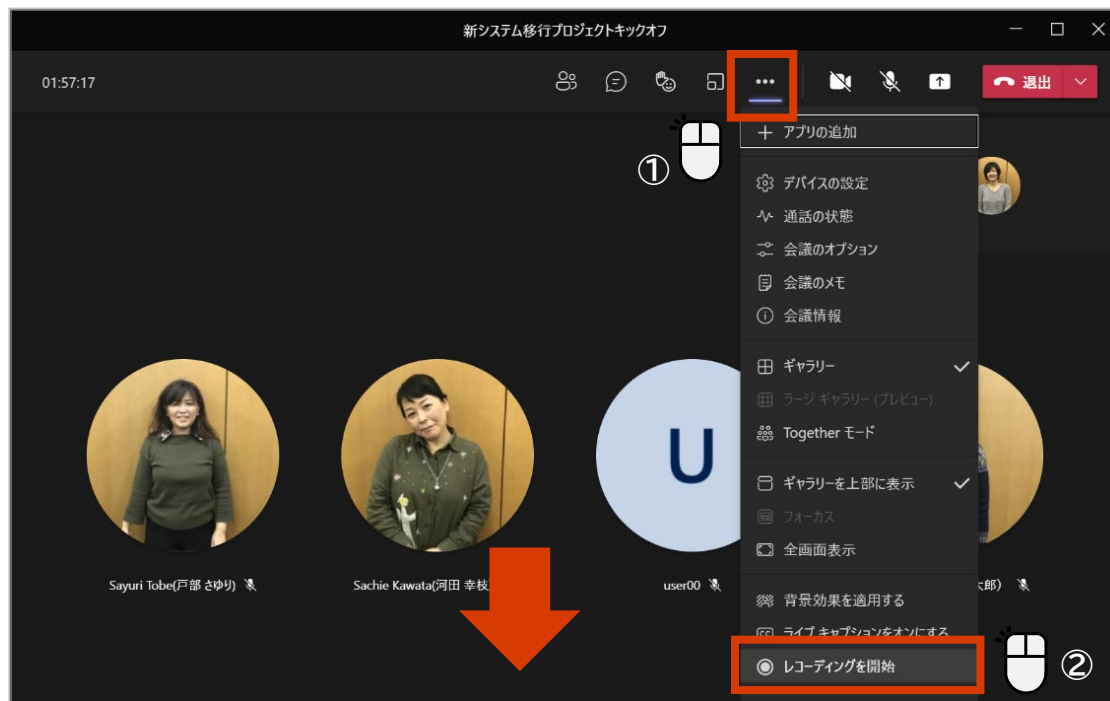 新システム移行プロジェクトキックオフ
01:57:17
退出
アプリの追加
①
デバイスの設定
通話の状態
会議のオプション
会議のメモ
会議情報
ギャラリー
ラージ ギャラリー (プレビュー)
Together モード
U
ギャラリーを上部に表示
フォーカス
全画面表示
Sayuri Tobe(戸部 さゆり)
Sachie Kawata(河田 幸枝
user00
太郎)
背景効果を適用する
CC ライブ キャプションをオンにする
レコーディングを開始
②